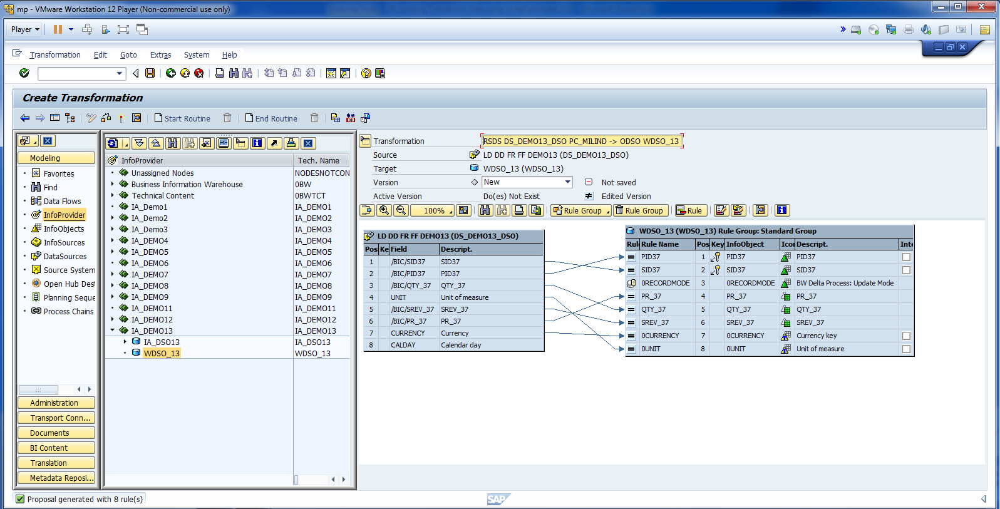 mp - VMware Workstation 12 Player (Non-commercial use only)
Player
Transformation Edit Goto Extras System Help
Create Transformation
Start Routine End Routine
Modeling
Favorites
Find
Data Flows
InfoProvider
InfoObjects
InfoSources
DataSources
Source System
Open Hub Dest
Planning Seque
Process Chains
Administration
Transport Conn...
Documents
BI Content
Translation
Metadata Reposi...
InfoProvider Tech. Name
Unassigned Nodes NODESNOTCON
Business Information Warehouse 0BW
Technical Content 0BWTCT
IA_Demo1 IA_DEMO1
IA_Demo2 IA_DEMO2
IA_Demo3 IA_DEMO3
IA_DEMO4 IA_DEMO4
IA_DEMO5 IA_DEMO5
IA_DEMO6 IA_DEMO6
IA_DEMO7 IA_DEMO7
IA_DEMO8 IA_DEMO8
IA_DEMO9 IA_DEMO9
IA_DEMO11 IA_DEMO11
IA_DEMO12 IA_DEMO12
IA_DEMO13 IA_DEMO13
IA_DSO13 IA_DSO13
WDSO_13 WDSO_13
Transformation RSDS DS_DEMO13_DSO PC_MILIND -> ODSO WDSO_13
Source LD DD FR FF DEMO13 (DS_DEMO13_DSO)
Target WDSO_13 (WDSO_13)
Version New Not saved
Active Version Do(es) Not Exist Edited Version
100% Rule Group Rule Group Rule
LD DD FR FF DEMO13 (DS_DEMO13_DSO)
Pos Ke Field Descript.
1 /BIC/SID37 SID37
2 /BIC/PID37 PID37
3 /BIC/QTY_37 QTY_37
4 UNIT Unit of measure
5 /BIC/SREV_37 SREV_37
6 /BIC/PR_37 PR_37
7 CURRENCY Currency
8 CALDAY Calendar day
WDSO_13 (WDSO_13) Rule Group: Standard Group
Rul Rule Name Pos Key InfoObject Icon Descript. Inte
PID37 1 PID37 PID37
SID37 2 SID37 SID37
0RECORDMODE 3 0RECORDMODE BW Delta Process: Update Mode
PR_37 4 PR_37 PR_37
QTY_37 5 QTY_37 QTY_37
SREV_37 6 SREV_37 SREV_37
0CURRENCY 7 0CURRENCY Currency key
0UNIT 8 0UNIT Unit of measure
Proposal generated with 8 rule(s)
SAP